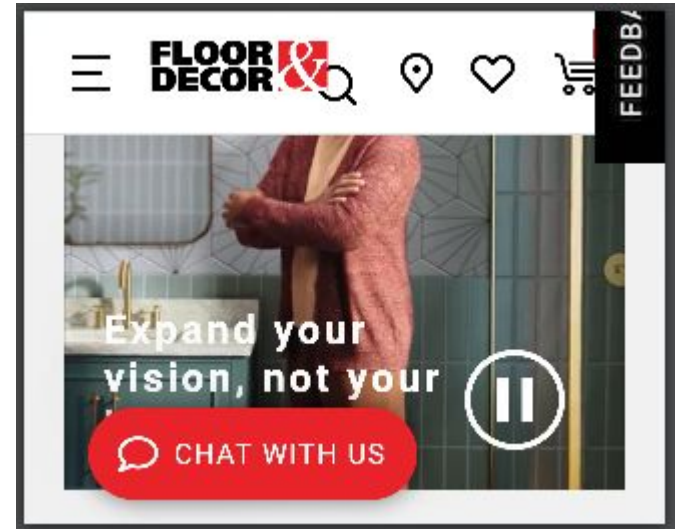 FLOOR &
DECOR
FEEDBA
Expand your
vision, not your
CHAT WITH US